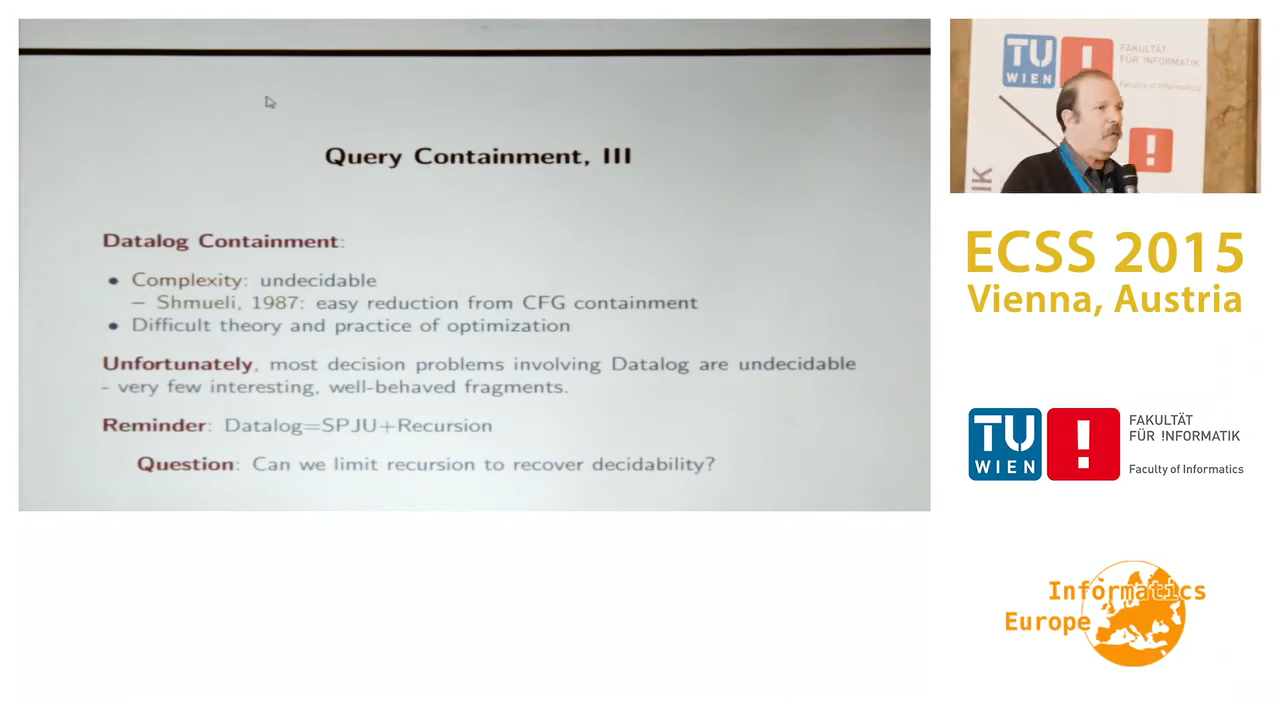 Query Containment, III
Datalog Containment:
• Complexity: undecidable
– Shmueli, 1987: easy reduction from CFG containment
• Difficult theory and practice of optimization
Unfortunately, most decision problems involving Datalog are undecidable
- very few interesting, well-behaved fragments.
Reminder: Datalog=SPJU+Recursion
Question: Can we limit recursion to recover decidability?
TU
WIEN
!
FAKULTÄT
FÜR !NFORMATIK
Faculty of Informatics
!
IK
ECSS 2015
Vienna, Austria
TU
WIEN
!
FAKULTÄT
FÜR !NFORMATIK
Faculty of Informatics
Informatics
Europe